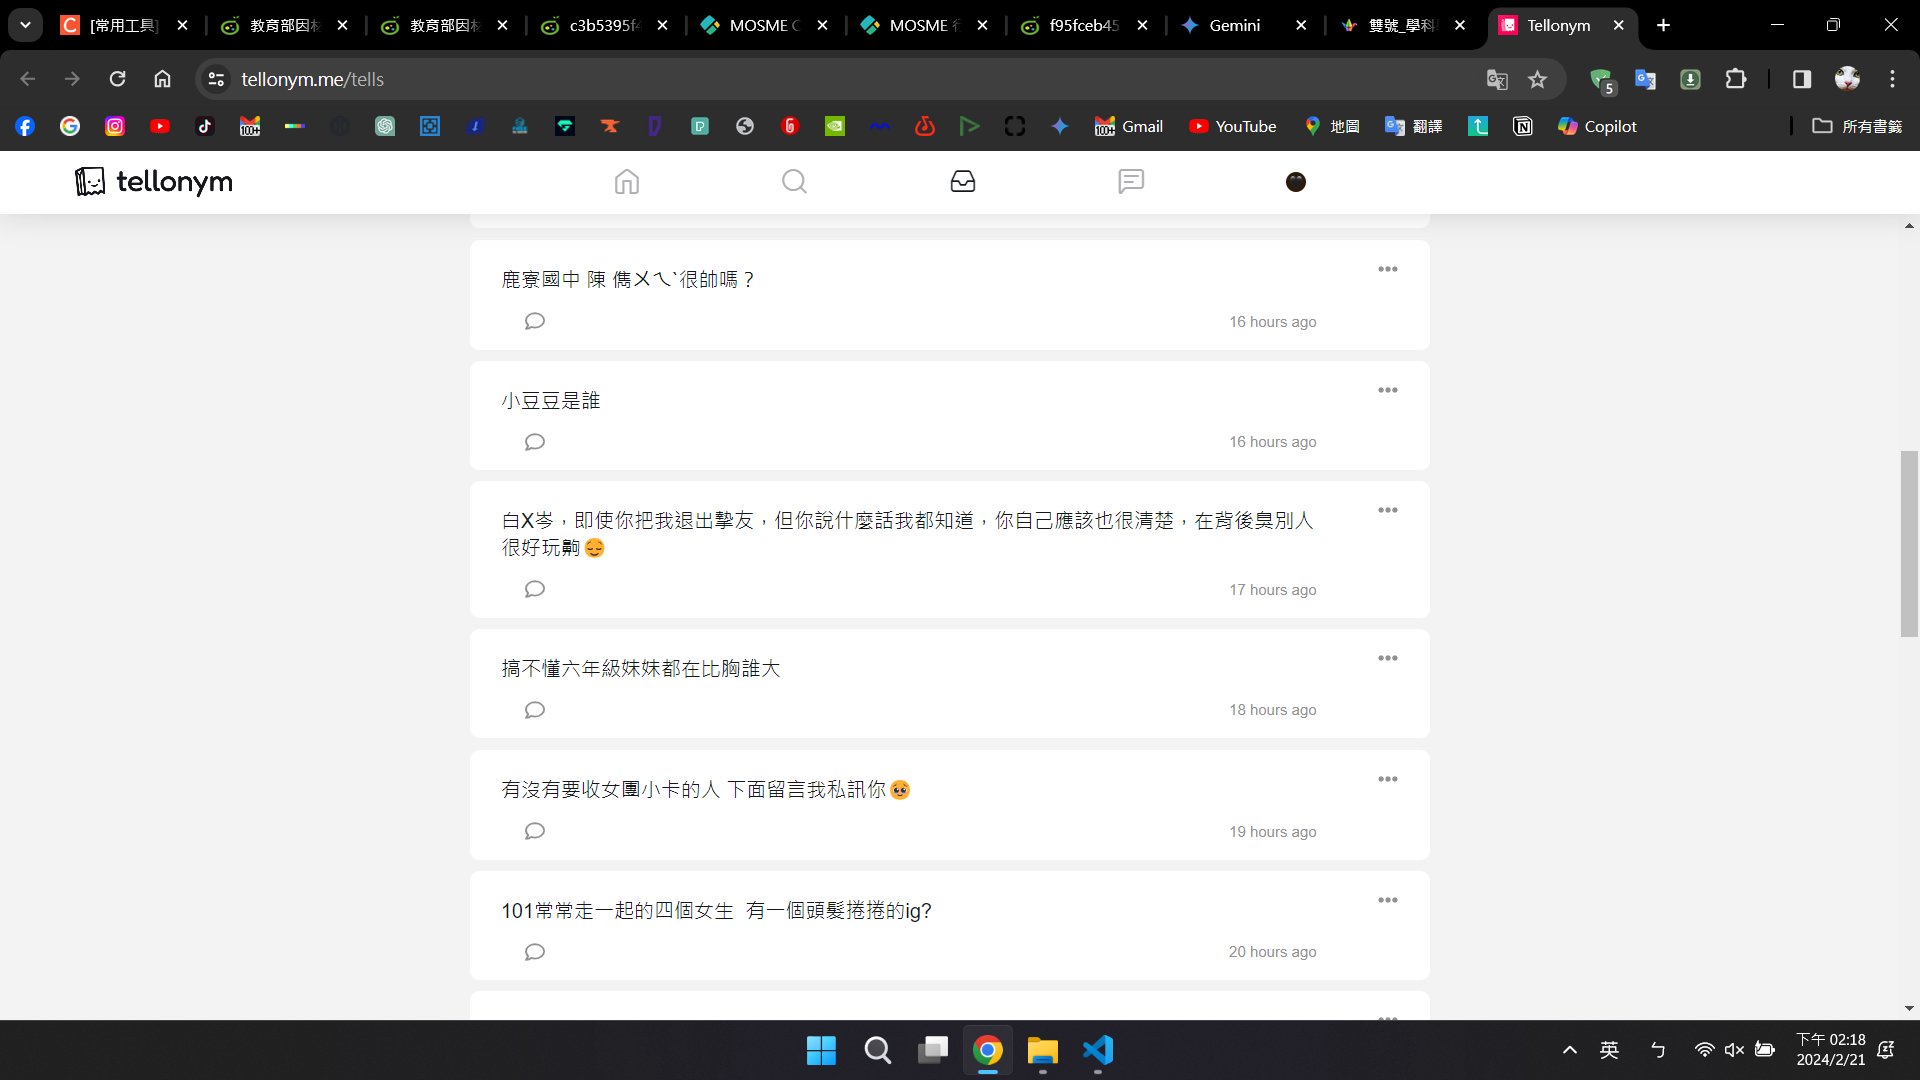 [常用工具]
教育部因材
教育部因材
c3b5395f4
MOSME
MOSME 行
f95fceb45
Gemini
雙號_學科
Tellonym
tellonym.me/tells
5
Gmail
YouTube
地圖
翻譯
Copilot
所有書籤
tellonym
鹿寮國中 陳 儁ㄨㄟˋ很帥嗎？
16 hours ago
小豆豆是誰
16 hours ago
白X岑，即使你把我退出摯友，但你說什麼話我都知道，你自己應該也很清楚，在背後臭別人
很好玩齁😌
17 hours ago
搞不懂六年級妹妹都在比胸誰大
18 hours ago
有沒有要收女團小卡的人 下面留言我私訊你🥹
19 hours ago
101常常走一起的四個女生  有一個頭髮捲捲的ig?
20 hours ago
英
ㄅ
下午 02:18
2024/2/21